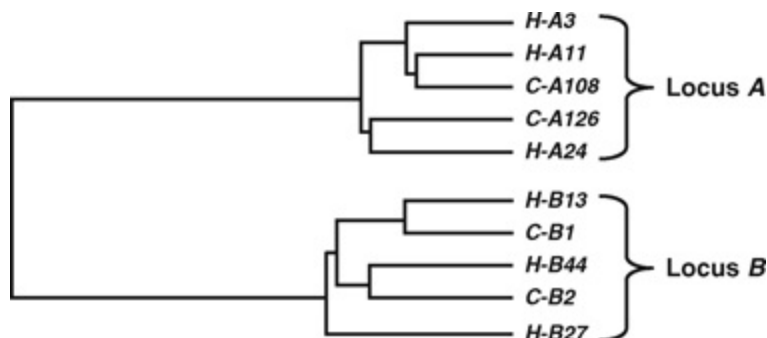 H-A3
H-A11
C-A108
C-A126
H-A24
Locus A
H-B13
C-B1
H-B44
C-B2
H-B27
Locus B